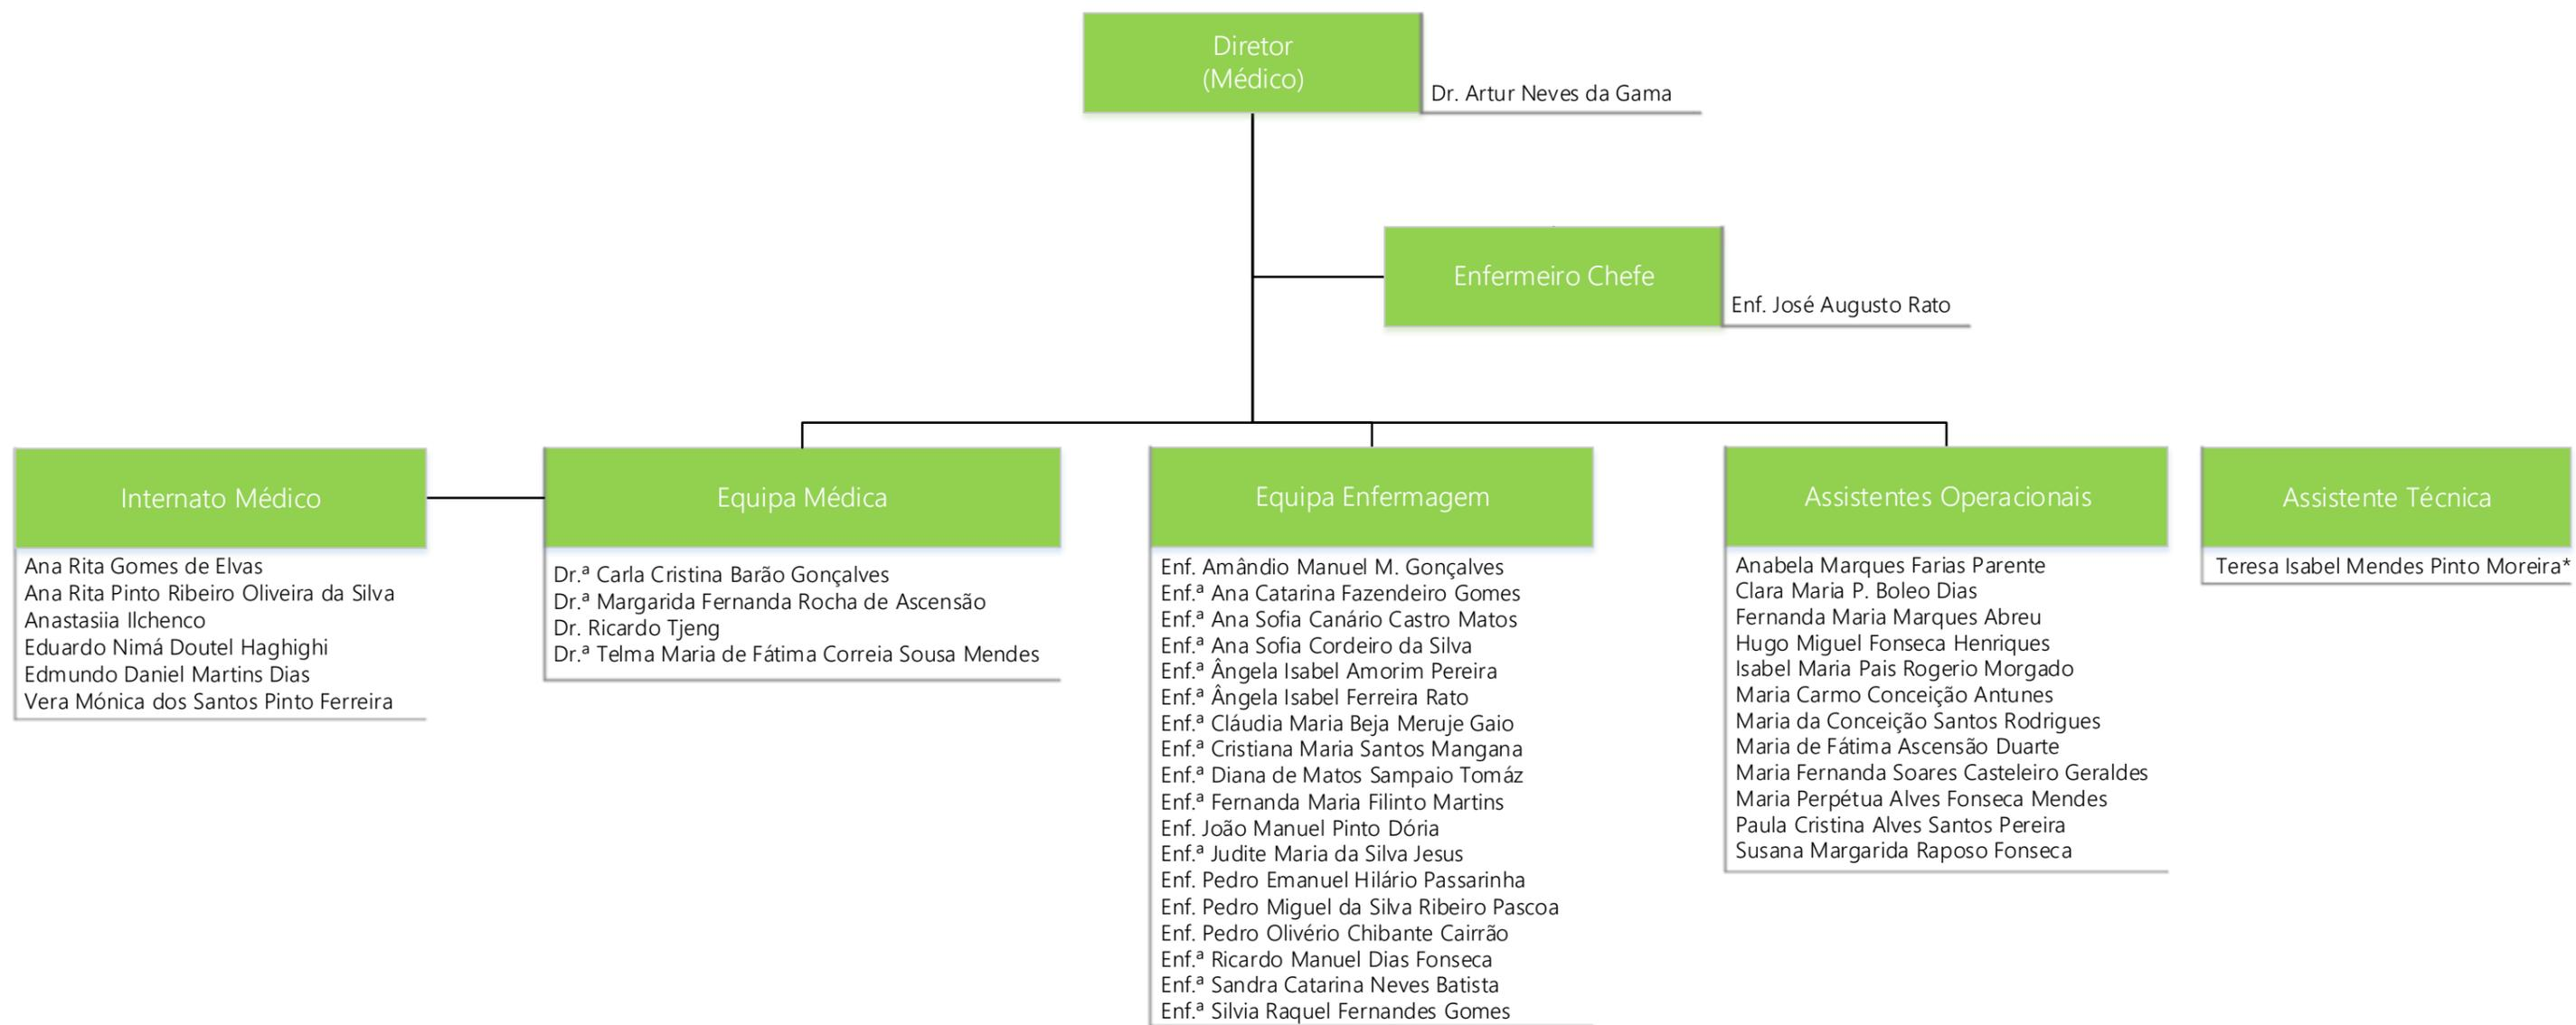 Diretor
(Médico)
Dr. Artur Neves da Gama
Enfermeiro Chefe
Enf. José Augusto Rato
Internato Médico
Ana Rita Gomes de Elvas
Ana Rita Pinto Ribeiro Oliveira da Silva
Anastasiia Ilchenco
Eduardo Nimá Doutel Haghighi
Edmundo Daniel Martins Dias
Vera Mónica dos Santos Pinto Ferreira
Equipa Médica
Dr.ª Carla Cristina Barão Gonçalves
Dr.ª Margarida Fernanda Rocha de Ascensão
Dr. Ricardo Tjeng
Dr.ª Telma Maria de Fátima Correia Sousa Mendes
Equipa Enfermagem
Enf. Amândio Manuel M. Gonçalves
Enf.ª Ana Catarina Fazendeiro Gomes
Enf.ª Ana Sofia Canário Castro Matos
Enf.ª Ana Sofia Cordeiro da Silva
Enf.ª Ângela Isabel Amorim Pereira
Enf.ª Ângela Isabel Ferreira Rato
Enf.ª Cláudia Maria Beja Meruje Gaio
Enf.ª Cristiana Maria Santos Mangana
Enf.ª Diana de Matos Sampaio Tomáz
Enf.ª Fernanda Maria Filinto Martins
Enf. João Manuel Pinto Dória
Enf.ª Judite Maria da Silva Jesus
Enf. Pedro Emanuel Hilário Passarinha
Enf. Pedro Miguel da Silva Ribeiro Pascoa
Enf. Pedro Olivério Chibante Cairrão
Enf.ª Ricardo Manuel Dias Fonseca
Enf.ª Sandra Catarina Neves Batista
Enf.ª Silvia Raquel Fernandes Gomes
Assistentes Operacionais
Anabela Marques Farias Parente
Clara Maria P. Boleo Dias
Fernanda Maria Marques Abreu
Hugo Miguel Fonseca Henriques
Isabel Maria Pais Rogerio Morgado
Maria Carmo Conceição Antunes
Maria da Conceição Santos Rodrigues
Maria de Fátima Ascensão Duarte
Maria Fernanda Soares Casteleiro Geraldes
Maria Perpétua Alves Fonseca Mendes
Paula Cristina Alves Santos Pereira
Susana Margarida Raposo Fonseca
Assistente Técnica
Teresa Isabel Mendes Pinto Moreira*